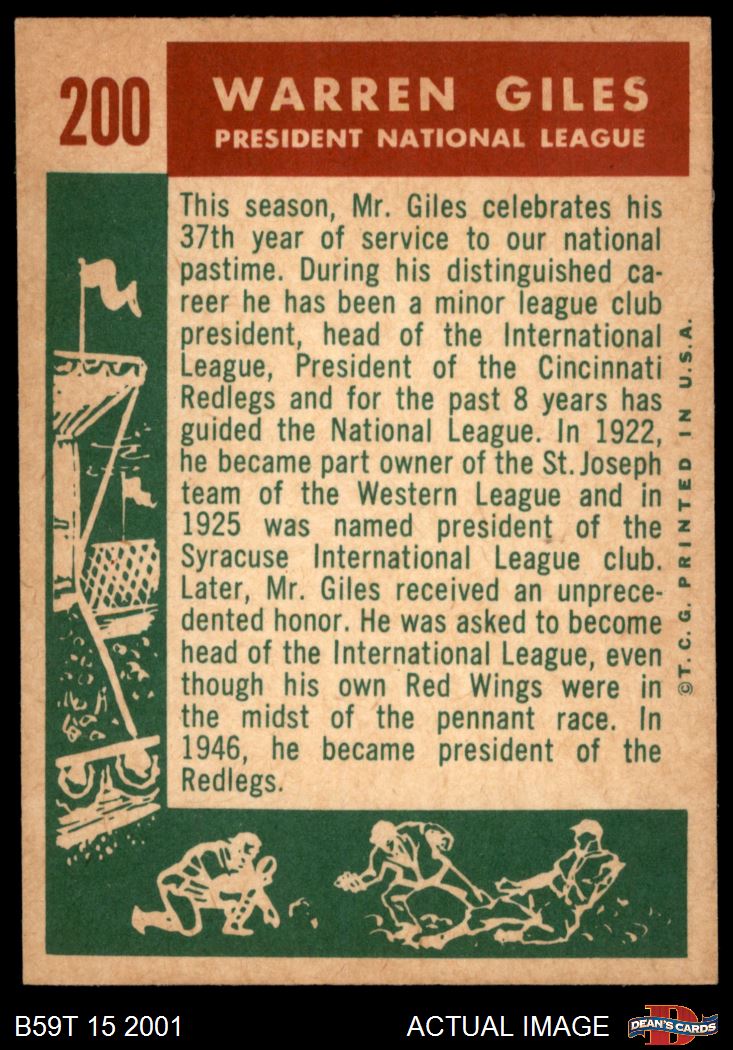 200
WARREN GILES
PRESIDENT NATIONAL LEAGUE
This season, Mr. Giles celebrates his
37th year of service to our national
pastime. During his distinguished ca-
reer he has been a minor league club
president, head of the International
League, President of the Cincinnati
Redlegs and for the past 8 years has
guided the National League. In 1922,
he became part owner of the St. Joseph
team of the Western League and in
1925 was named president of the
Syracuse International League club.
Later, Mr. Giles received an unprece-
dented honor. He was asked to become
head of the International League, even
though his own Red Wings were in
the midst of the pennant race. In
1946, he became president of the
Redlegs.
©T.C.G. PRINTED IN U.S.A.
B59T 15 2001
ACTUAL IMAGE
D
DEAN'S CARDS